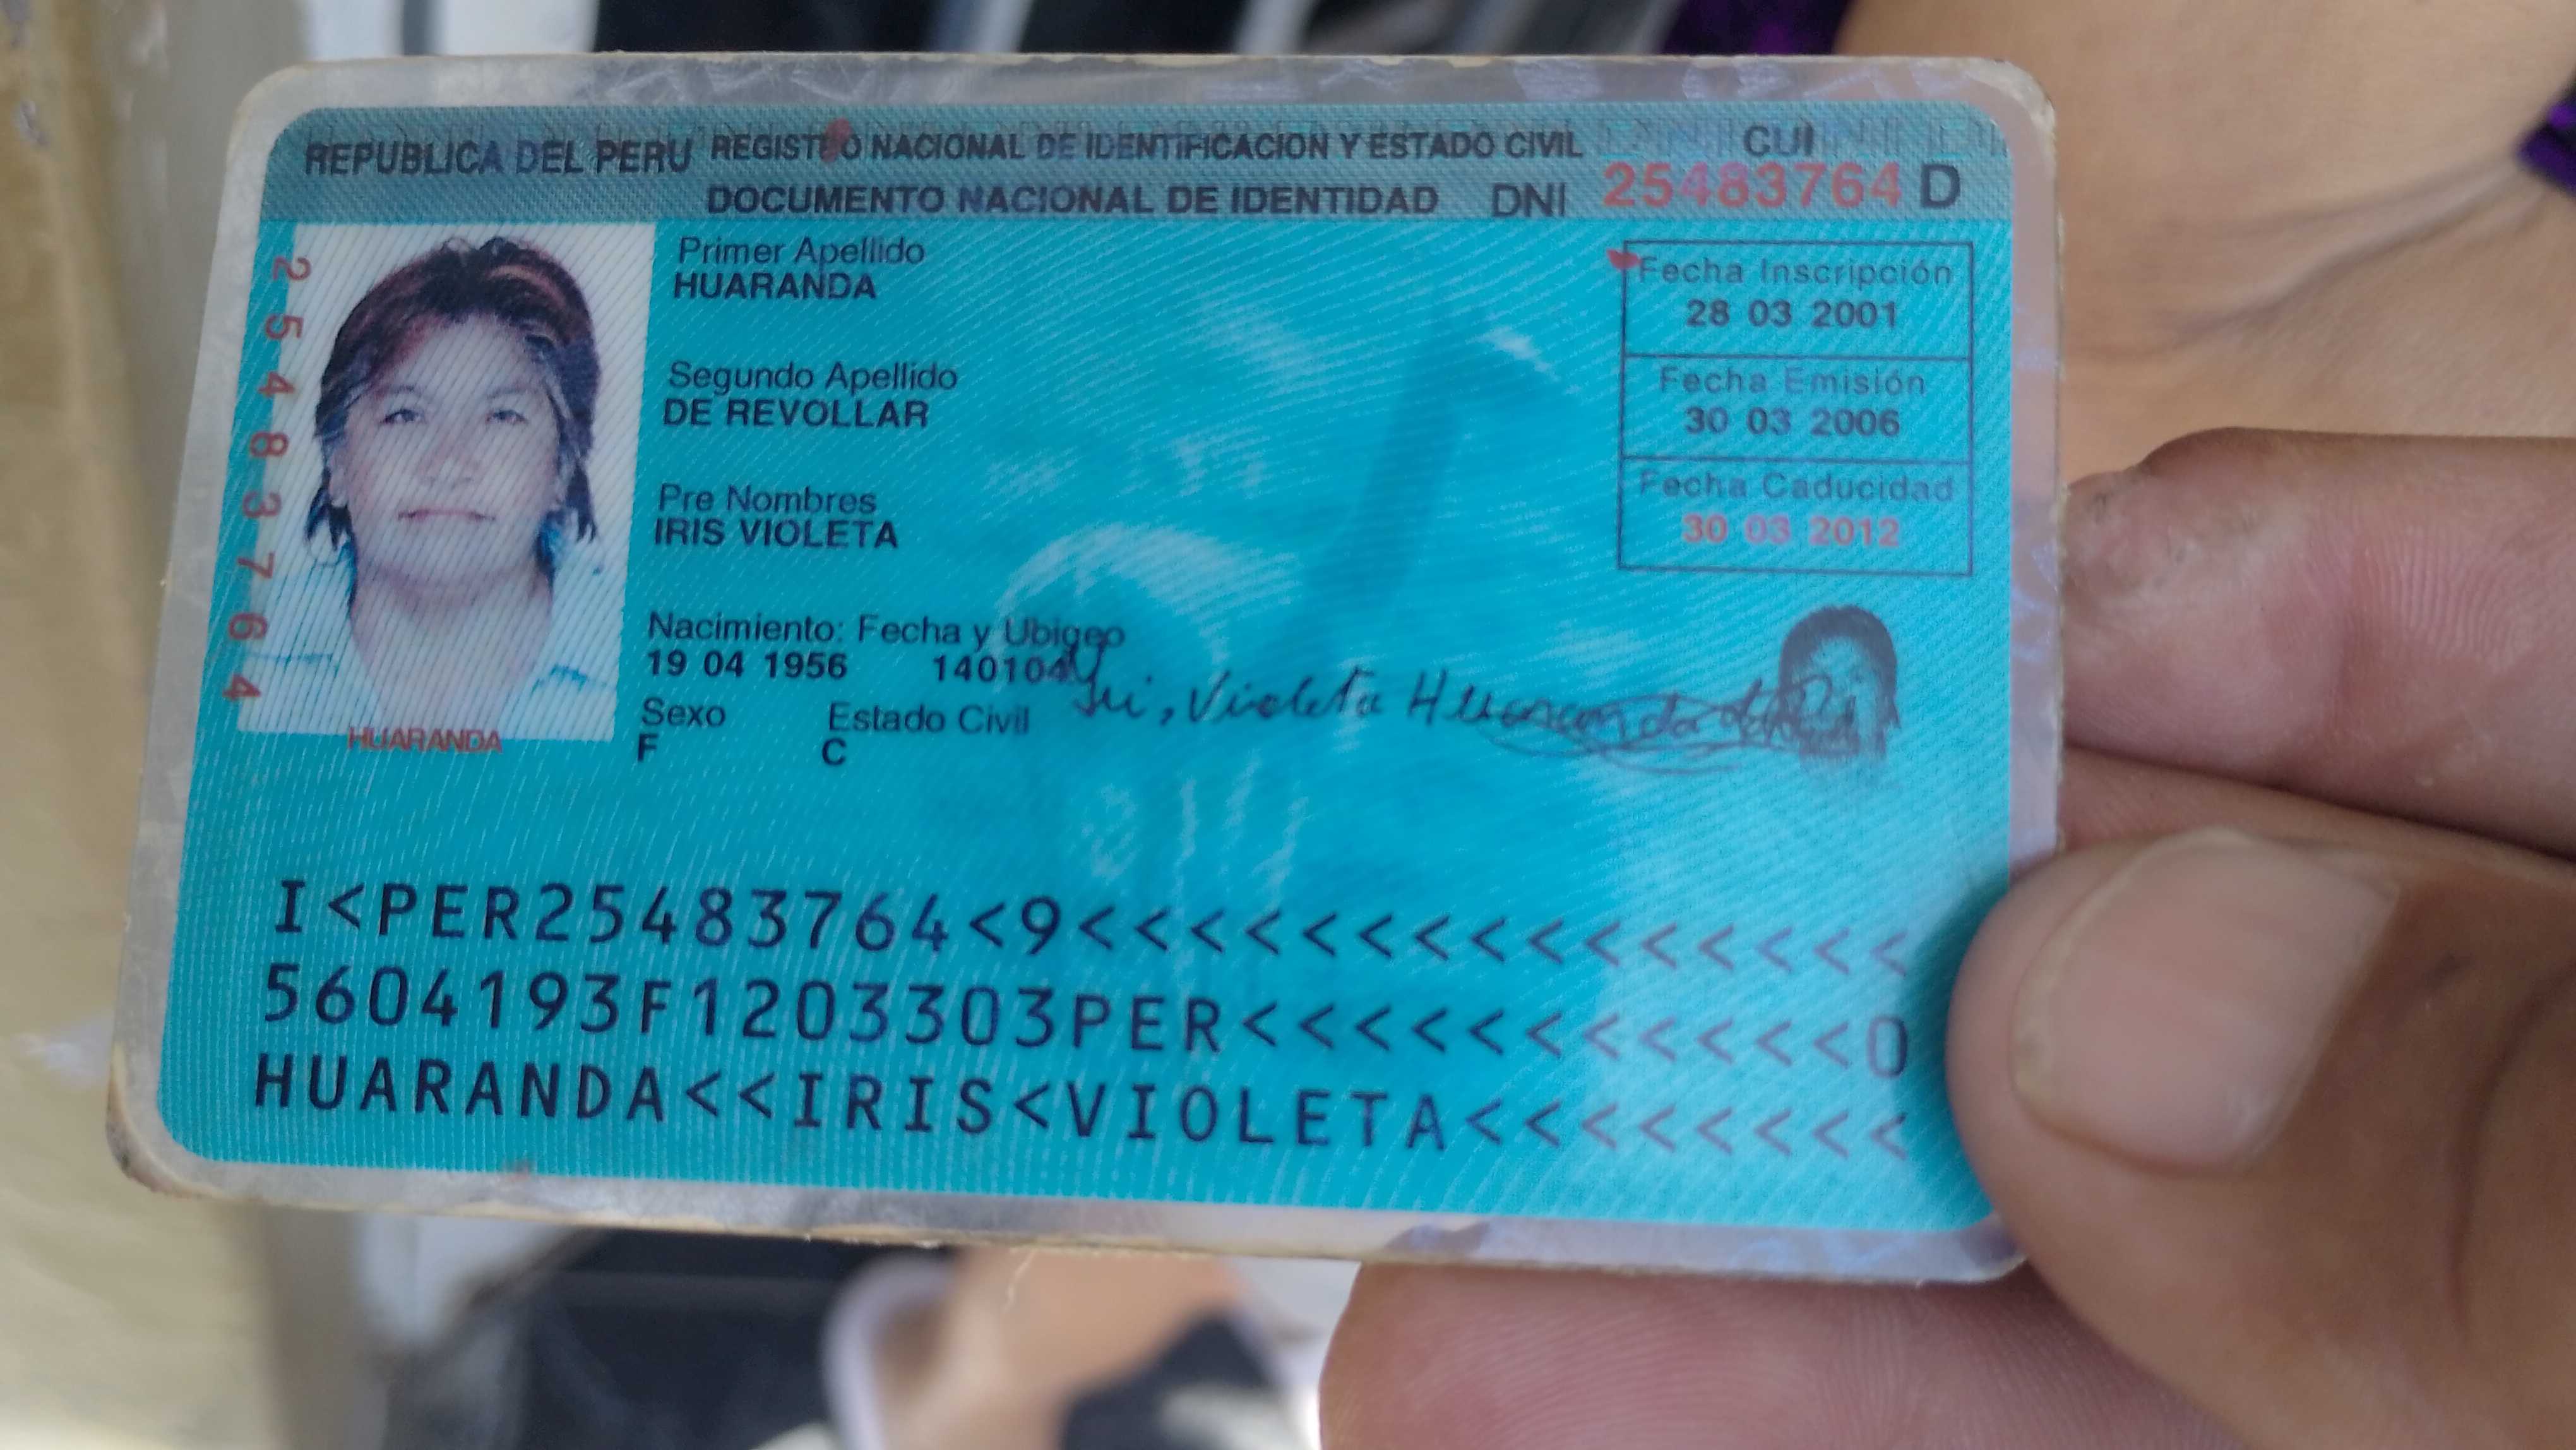 REPUBLICA DEL PERU REGISTRO NACIONAL DE IDENTIFICACION Y ESTADO CIVIL
DOCUMENTO NACIONAL DE IDENTIDAD DNI
CUI
25483764 D
25483764
HUARANDA
Primer Apellido
HUARANDA
Segundo Apellido
DE REVOLLAR
Pre Nombres
IRIS VIOLETA
Nacimiento: Fecha y Ubigeo
19 04 1956 140104
Sexo Estado Civil
F C
Fecha Inscripción
28 03 2001
Fecha Emisión
30 03 2006
Fecha Caducidad
30 03 2012
Violeta Huaranda
I<PER25483764<9<<<<<<<<<<<<<<<
5604193F1203303PER<<<<<<<<<<<0
HUARANDA<<IRIS<VIOLETA<<<<<<<<